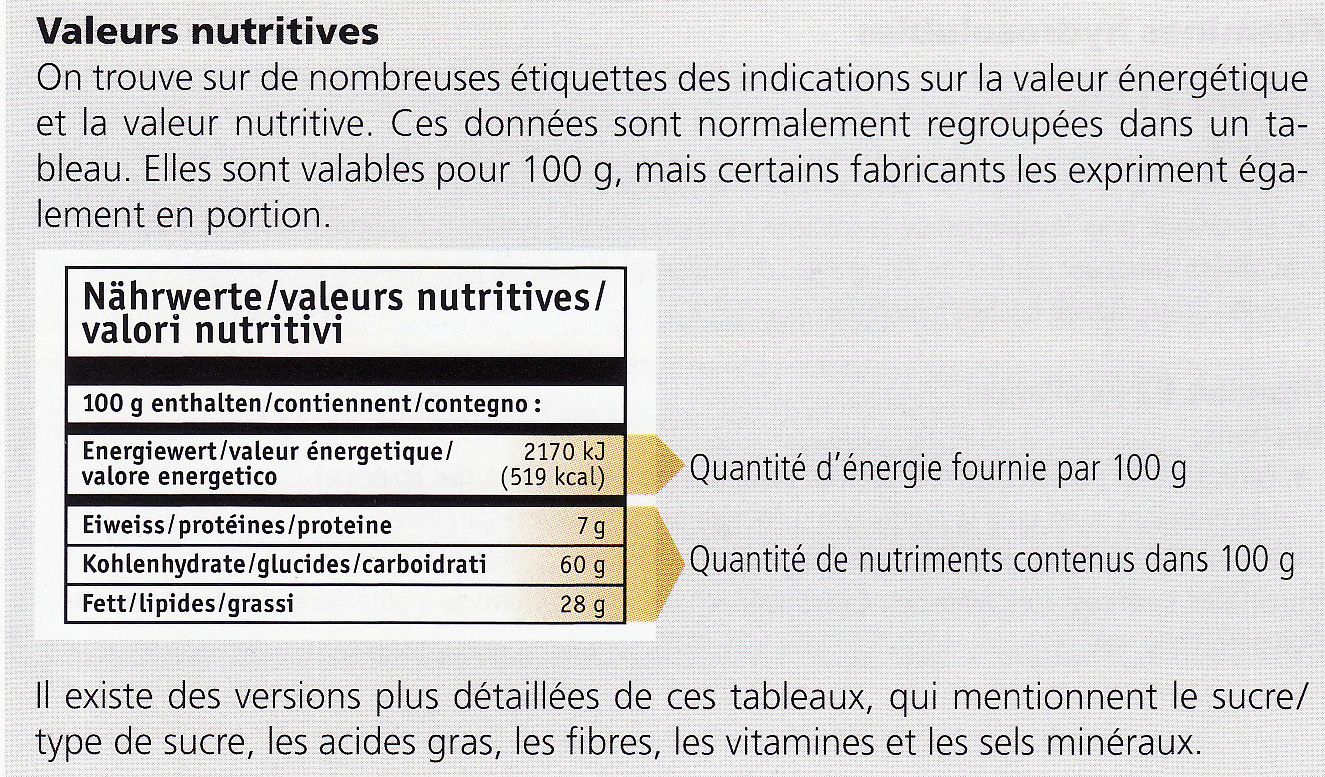 Valeurs nutritives
On trouve sur de nombreuses étiquettes des indications sur la valeur énergétique
et la valeur nutritive. Ces données sont normalement regroupées dans un ta-
bleau. Elles sont valables pour 100 g, mais certains fabricants les expriment éga-
lement en portion.
Nährwerte/valeurs nutritives/
valori nutritivi
100 g enthalten/contiennent/contegno :
Energiewert/valeur énergetique/ 2170 kJ
valore energetico (519 kcal)
Quantité d'énergie fournie par 100 g
Eiweiss/protéines/proteine 7 g
Kohlenhydrate/glucides/carboidrati 60 g
Fett/lipides/grassi 28 g
Quantité de nutriments contenus dans 100 g
Il existe des versions plus détaillées de ces tableaux, qui mentionnent le sucre/
type de sucre, les acides gras, les fibres, les vitamines et les sels minéraux.